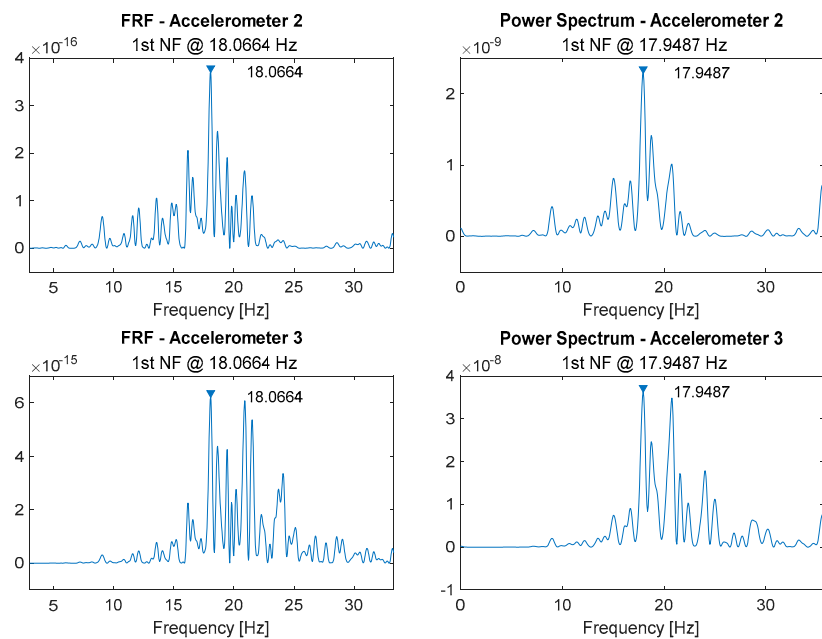 FRF - Accelerometer 2
1st NF @ 18.0664 Hz
×10^-16
18.0664
4
3
2
1
0
5 10 15 20 25 30
Frequency [Hz]
Power Spectrum - Accelerometer 2
1st NF @ 17.9487 Hz
×10^-9
17.9487
2
1
0
0 10 20 30
Frequency [Hz]
FRF - Accelerometer 3
1st NF @ 18.0664 Hz
×10^-15
18.0664
6
4
2
0
5 10 15 20 25 30
Frequency [Hz]
Power Spectrum - Accelerometer 3
1st NF @ 17.9487 Hz
×10^-8
17.9487
4
3
2
1
0
-1
0 10 20 30
Frequency [Hz]